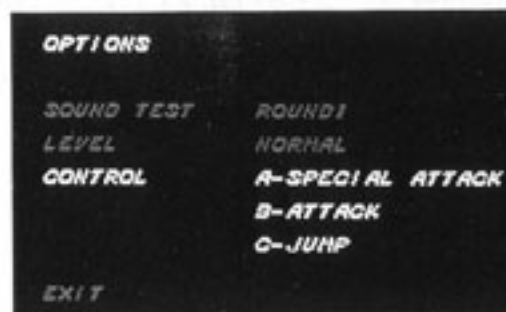 OPTIONS
SOUND TEST ROUND1
LEVEL NORMAL
CONTROL A-SPECIAL ATTACK
B-ATTACK
C-JUMP
EXIT